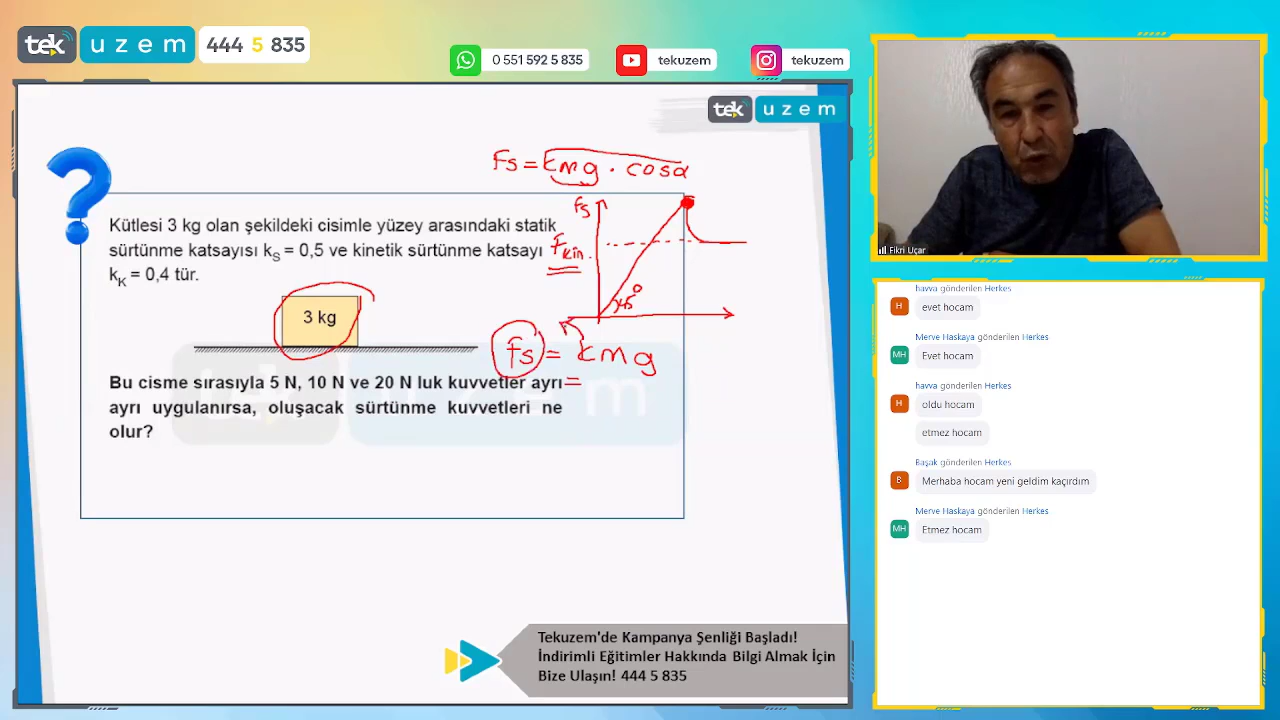 tek uzem 444 5 835
0 551 592 5 835
tekuzem
tekuzem
tek uzem
Fs = kmg . cosα
Kütlesi 3 kg olan şekildeki cisimle yüzey arasındaki statik
sürtünme katsayısı kS = 0,5 ve kinetik sürtünme katsayı
kK = 0,4 tür.
fs
Fkin.
45°
3 kg
fs = kmg
Bu cisme sırasıyla 5 N, 10 N ve 20 N luk kuvvetler ayrı
ayrı uygulanırsa, oluşacak sürtünme kuvvetleri ne
olur?
=
Tekuzem'de Kampanya Şenliği Başladı!
İndirimli Eğitimler Hakkında Bilgi Almak İçin
Bize Ulaşın! 444 5 835
Fikri Uçar
havva gönderilen Herkes
H
evet hocam
Merve Haskaya gönderilen Herkes
MH
Evet hocam
havva gönderilen Herkes
H
oldu hocam
etmez hocam
Başak gönderilen Herkes
B
Merhaba hocam yeni geldim kaçırdım
Merve Haskaya gönderilen Herkes
MH
Etmez hocam